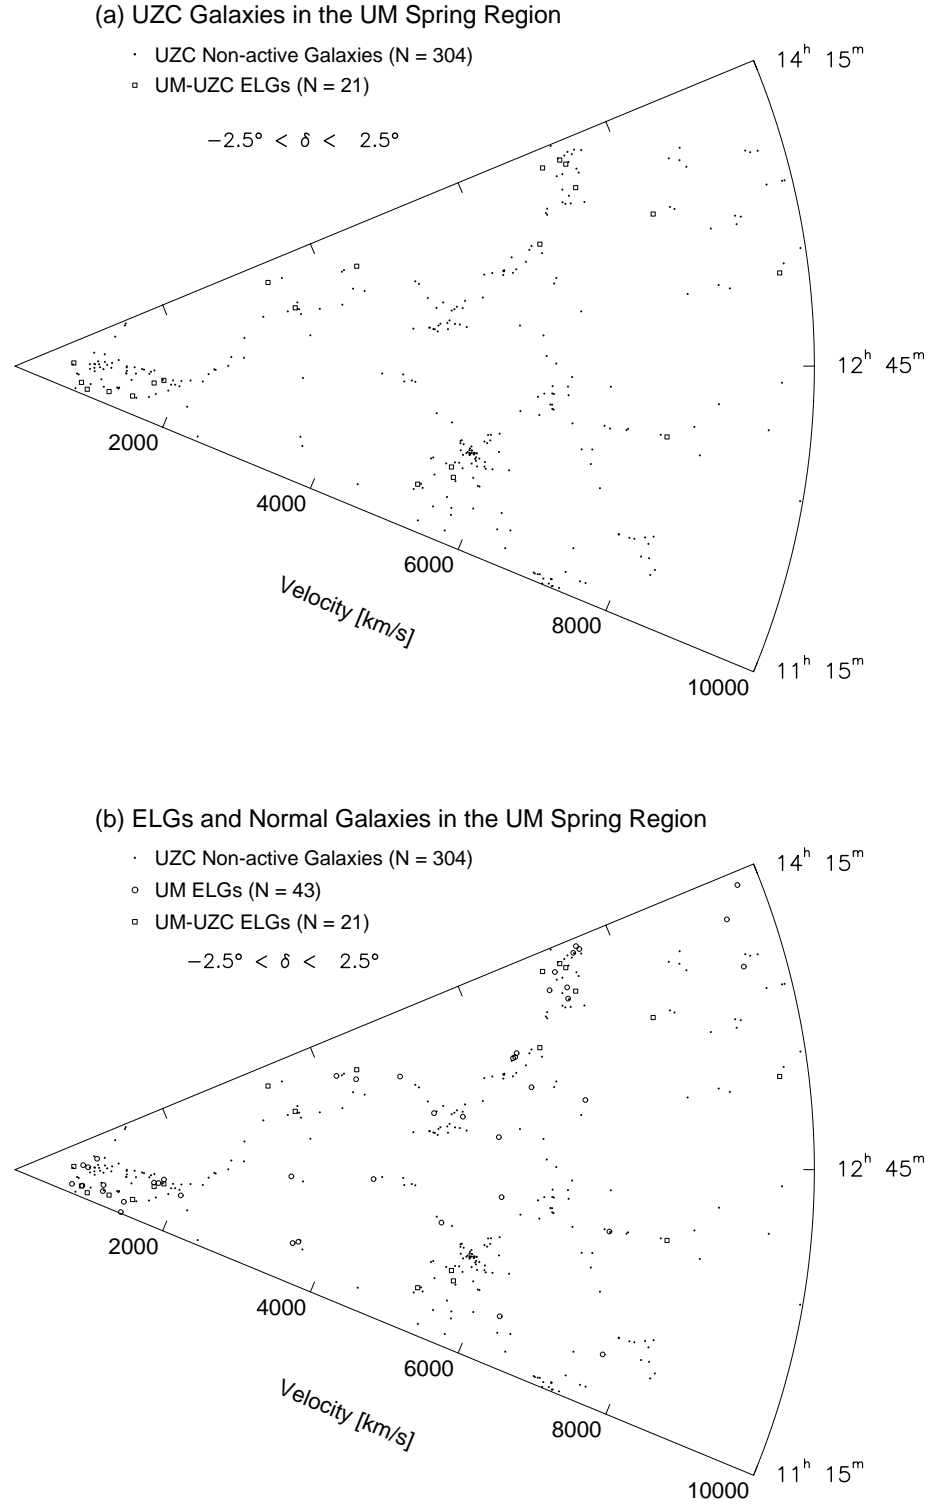 (a) UZC Galaxies in the UM Spring Region
UZC Non-active Galaxies (N = 304)
UM-UZC ELGs (N = 21)
−2.5° < δ < 2.5°
14ʰ 15ᵐ
12ʰ 45ᵐ
11ʰ 15ᵐ
2000
4000
6000
8000
10000
Velocity [km/s]
(b) ELGs and Normal Galaxies in the UM Spring Region
UZC Non-active Galaxies (N = 304)
UM ELGs (N = 43)
UM-UZC ELGs (N = 21)
−2.5° < δ < 2.5°
14ʰ 15ᵐ
12ʰ 45ᵐ
11ʰ 15ᵐ
2000
4000
6000
8000
10000
Velocity [km/s]